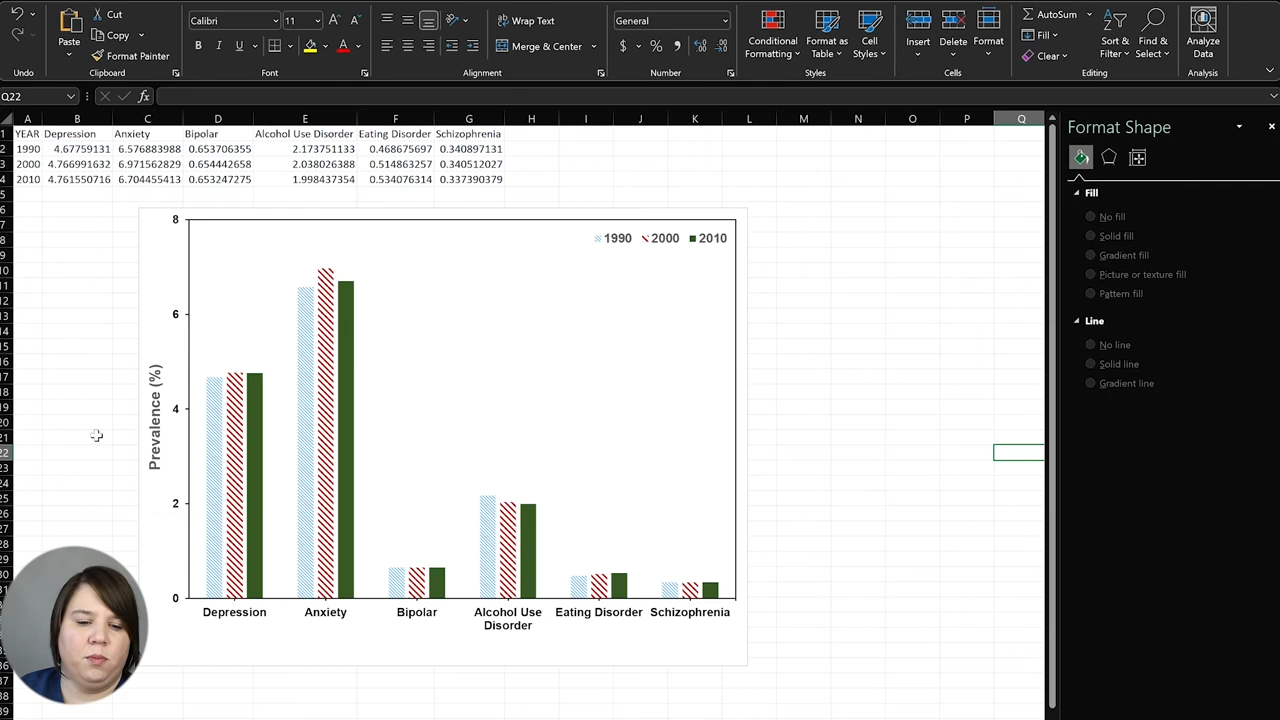 Cut
Calibri 11 A A
Wrap Text
General
AutoSum
Copy
Paste
Format Painter
B I U A
Merge & Center
$ % ,
Conditional Formatting
Format as Table
Cell Styles
Insert
Delete
Format
Fill
Clear
Sort & Filter
Find & Select
Analyze Data
Undo
Clipboard
Font
Alignment
Number
Styles
Cells
Editing
Analysis
Q22 fx
A B C D E F G H I J K L M N O P Q
1 YEAR Depression Anxiety Bipolar Alcohol Use Disorder Eating Disorder Schizophrenia
2 1990 4.67759131 6.576883988 0.653706355 2.173751133 0.468675697 0.340897131
3 2000 4.766991632 6.971562829 0.654442658 2.038026388 0.514863257 0.340512027
4 2010 4.761550716 6.704455413 0.653247275 1.998437354 0.534076314 0.337390379
8
6
4
2
0
Prevalence (%)
1990 2000 2010
Depression Anxiety Bipolar Alcohol Use Disorder Eating Disorder Schizophrenia
Format Shape
Fill
No fill
Solid fill
Gradient fill
Picture or texture fill
Pattern fill
Line
No line
Solid line
Gradient line